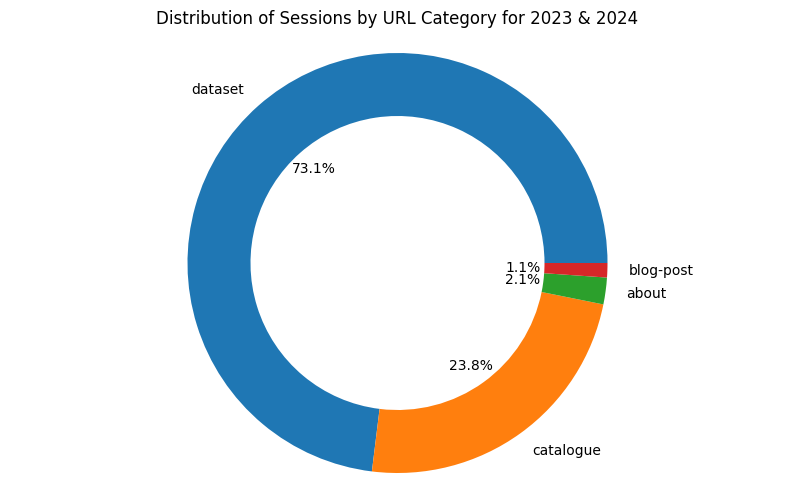 Distribution of Sessions by URL Category for 2023 & 2024
dataset
73.1%
1.1%
blog-post
2.1%
about
23.8%
catalogue